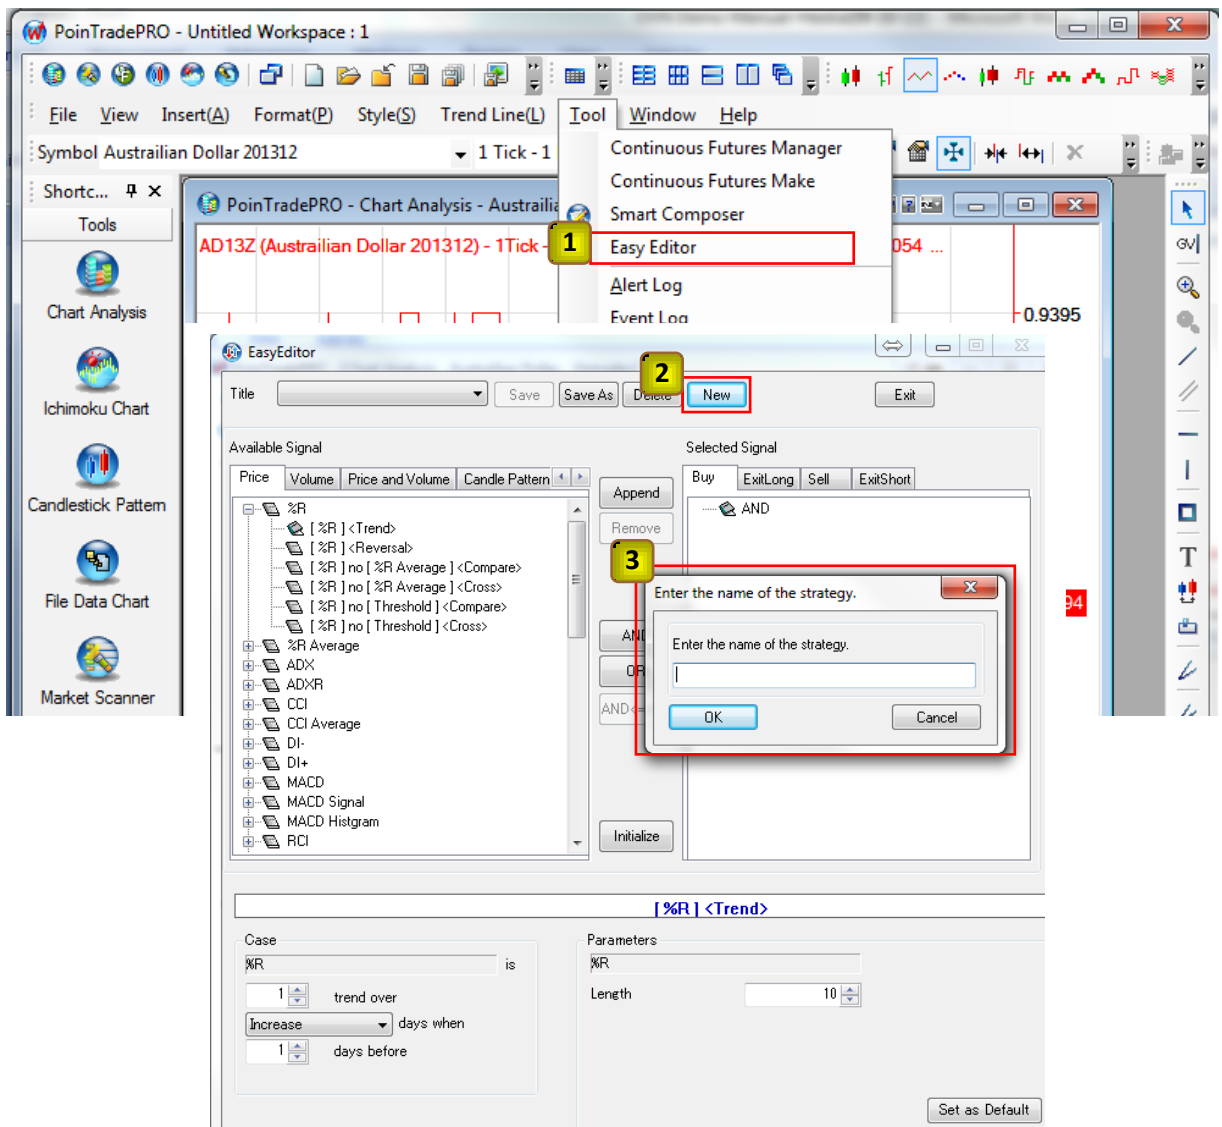 PoinTradePRO - Untitled Workspace : 1
File View Insert(A) Format(P) Style(S) Trend Line(L) Tool Window Help
Symbol Austrailian Dollar 201312 1 Tick - 1
Continuous Futures Manager
Continuous Futures Make
Smart Composer
1 Easy Editor
Alert Log
Event Log
Shortc...
Tools
Chart Analysis
Ichimoku Chart
Candlestick Pattern
File Data Chart
Market Scanner
PoinTradePRO - Chart Analysis - Austrailia
AD13Z (Austrailian Dollar 201312) - 1Tick - 054 ...
0.9395
94
GV
T
EasyEditor
2
Title Save Save As Delete New Exit
Available Signal
Price Volume Price and Volume Candle Pattern
%R
[ %R ] <Trend>
[ %R ] <Reversal>
[ %R ] no [ %R Average ] <Compare>
[ %R ] no [ %R Average ] <Cross>
[ %R ] no [ Threshold ] <Compare>
[ %R ] no [ Threshold ] <Cross>
%R Average
ADX
ADXR
CCI
CCI Average
DI-
DI+
MACD
MACD Signal
MACD Histgram
RCI
Append
Remove
AND
OR
AND<=
Initialize
Selected Signal
Buy ExitLong Sell ExitShort
AND
3
Enter the name of the strategy.
Enter the name of the strategy.
OK Cancel
[ %R ] <Trend>
Case
%R is
1 trend over
Increase days when
1 days before
Parameters
%R
Length 10
Set as Default